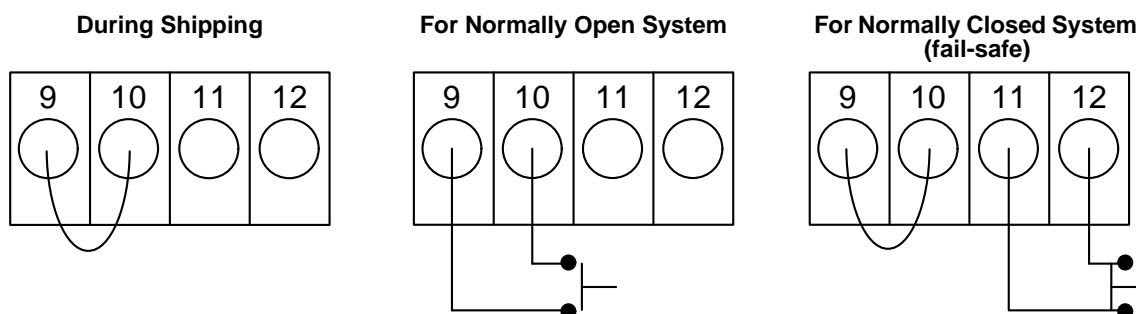 During Shipping
For Normally Open System
For Normally Closed System
(fail-safe)
9 10 11 12
9 10 11 12
9 10 11 12